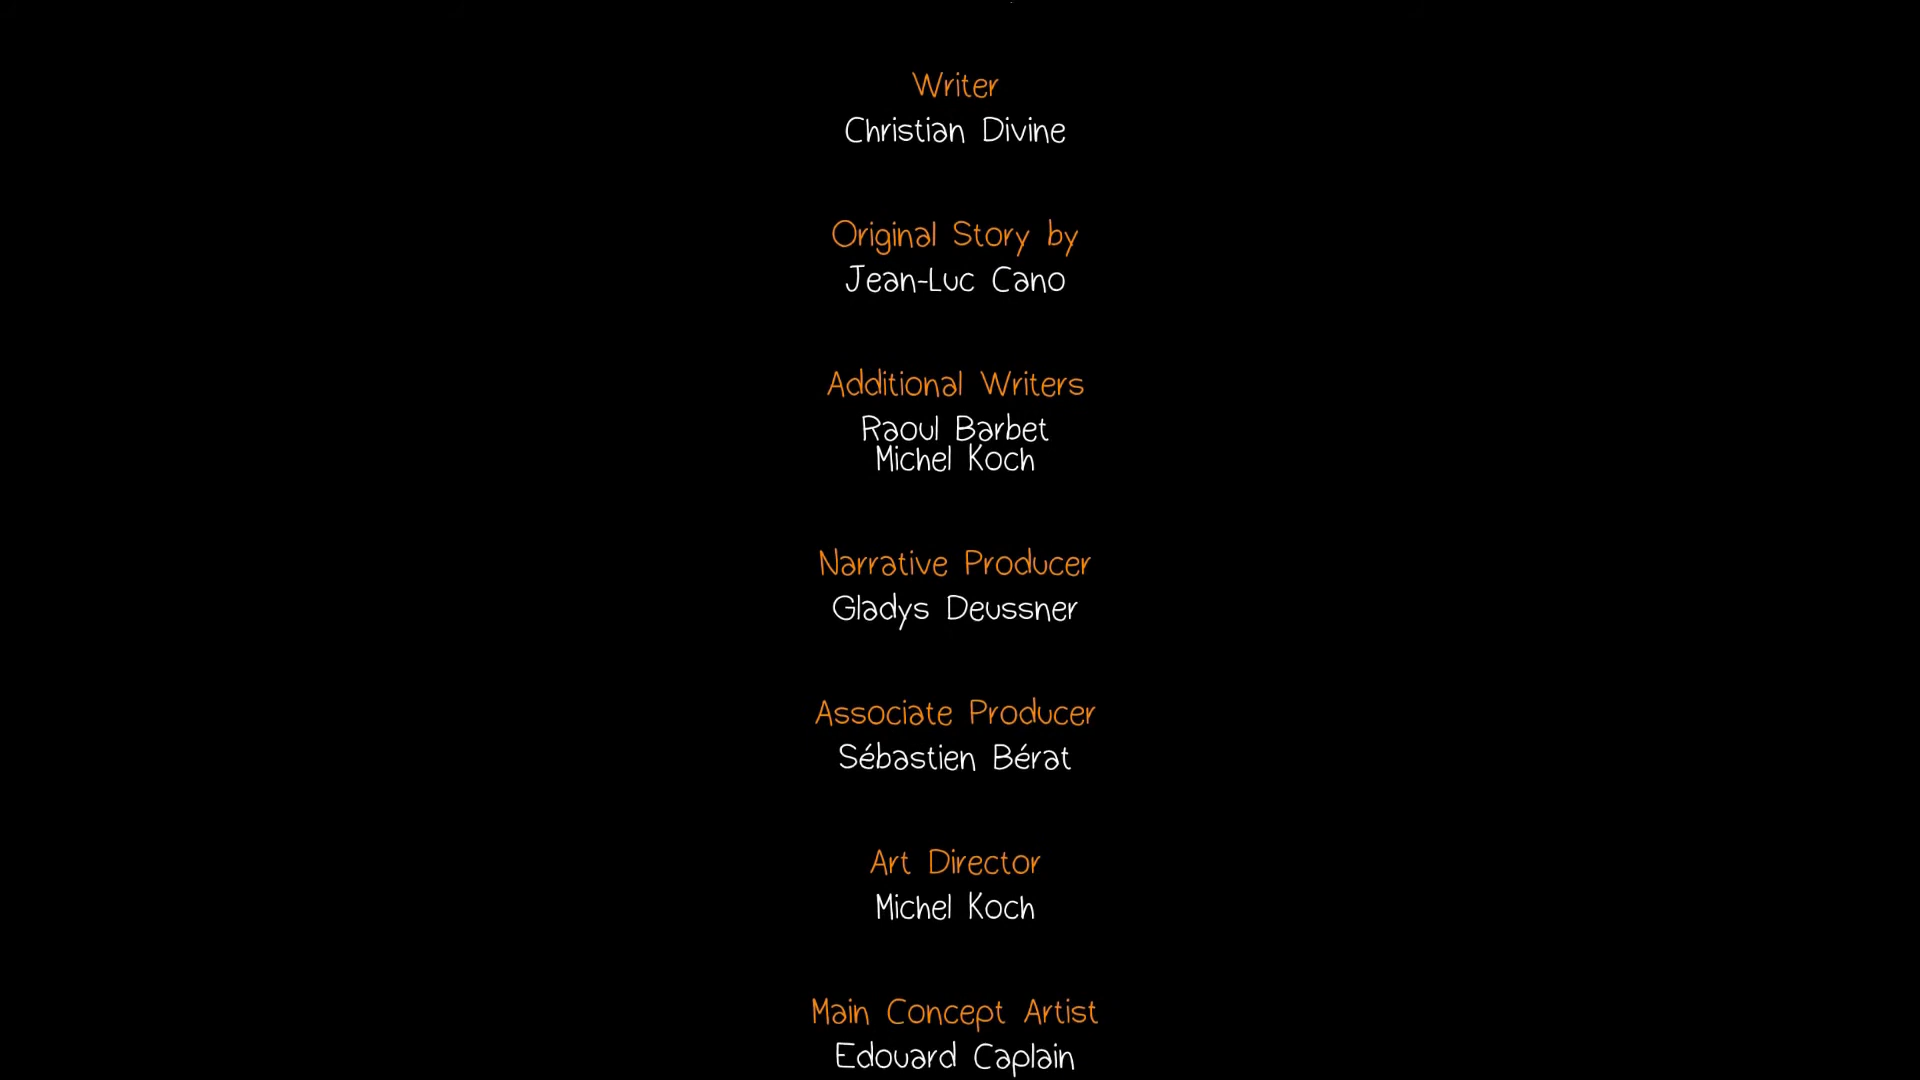 Writer
Christian Divine
Original Story by
Jean-Luc Cano
Additional Writers
Raoul Barbet
Michel Koch
Narrative Producer
Gladys Deussner
Associate Producer
Sébastien Bérat
Art Director
Michel Koch
Main Concept Artist
Edouard Caplain